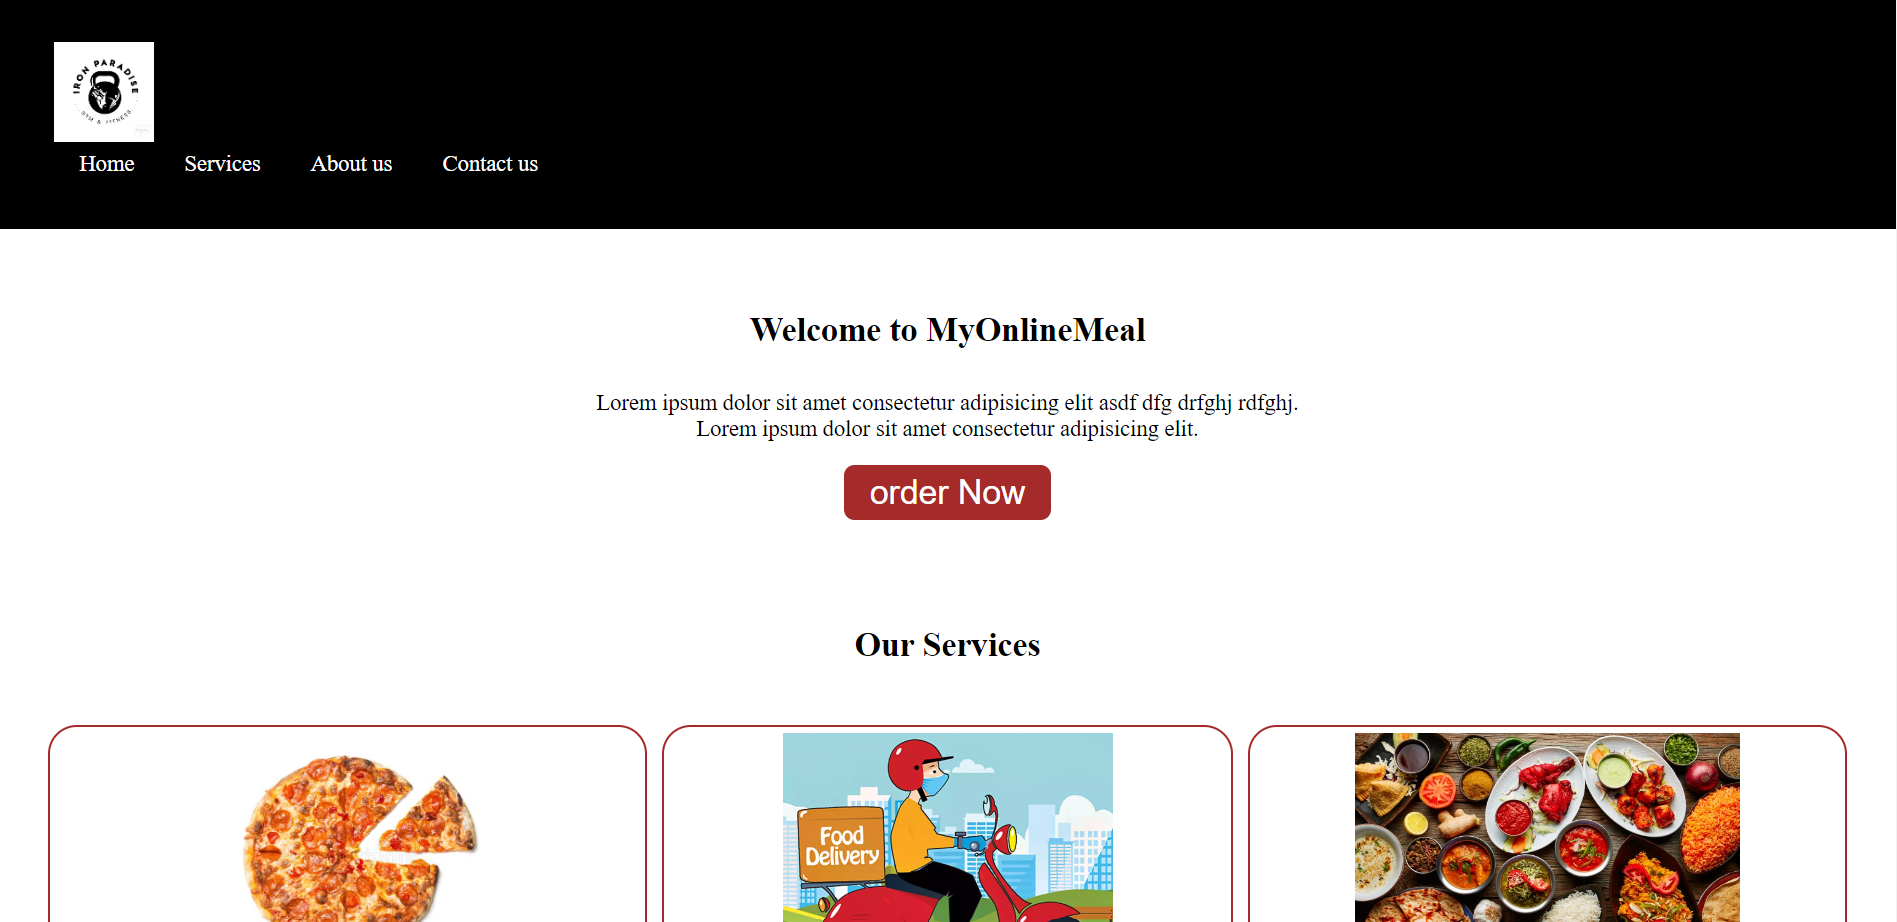 IRON PARADISE
GYM & FITNESS
Home Services About us Contact us
Welcome to MyOnlineMeal
Lorem ipsum dolor sit amet consectetur adipisicing elit asdf dfg drfghj rdfghj.
Lorem ipsum dolor sit amet consectetur adipisicing elit.
order Now
Our Services
Food
Delivery